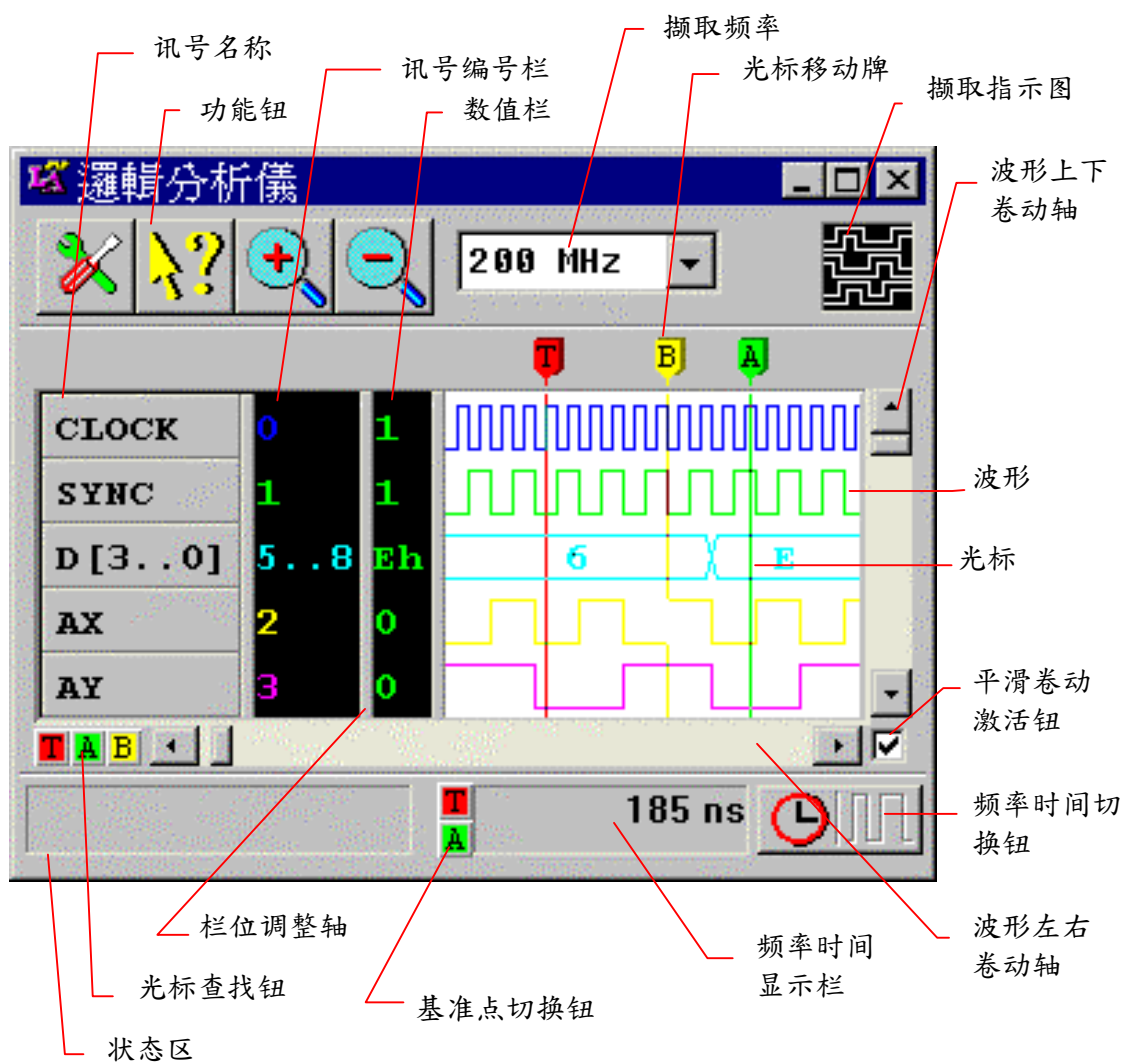 讯号名称
撷取频率
讯号编号栏
光标移动牌
功能钮
数值栏
撷取指示图
邏輯分析儀
波形上下
卷动轴
200 MHz
T
B
A
CLOCK 0 1
SYNC 1 1
波形
D[3..0] 5..8 Eh 6 E
光标
AX 2 0
AY 3 0
平滑卷动
激活钮
T A B
T
185 ns
A
频率时间切
换钮
栏位调整轴
波形左右
卷动轴
频率时间
显示栏
光标查找钮
基准点切换钮
状态区